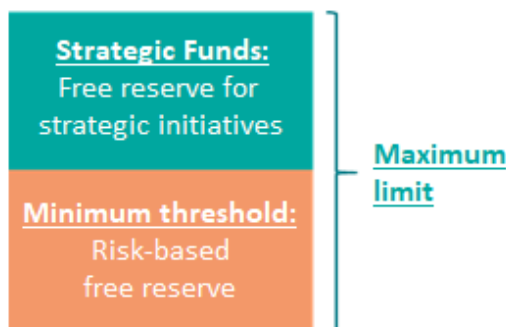 Strategic Funds:
Free reserve for
strategic initiatives
Minimum threshold:
Risk-based
free reserve
Maximum
limit